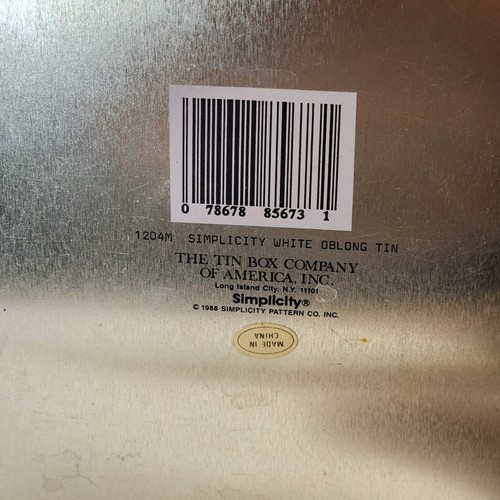 0 78678 85673 1
1204M SIMPLICITY WHITE OBLONG TIN
THE TIN BOX COMPANY
OF AMERICA, INC.
Long Island City, N.Y. 11101
Simplicity®
© 1988 SIMPLICITY PATTERN CO. INC.
MADE IN
CHINA